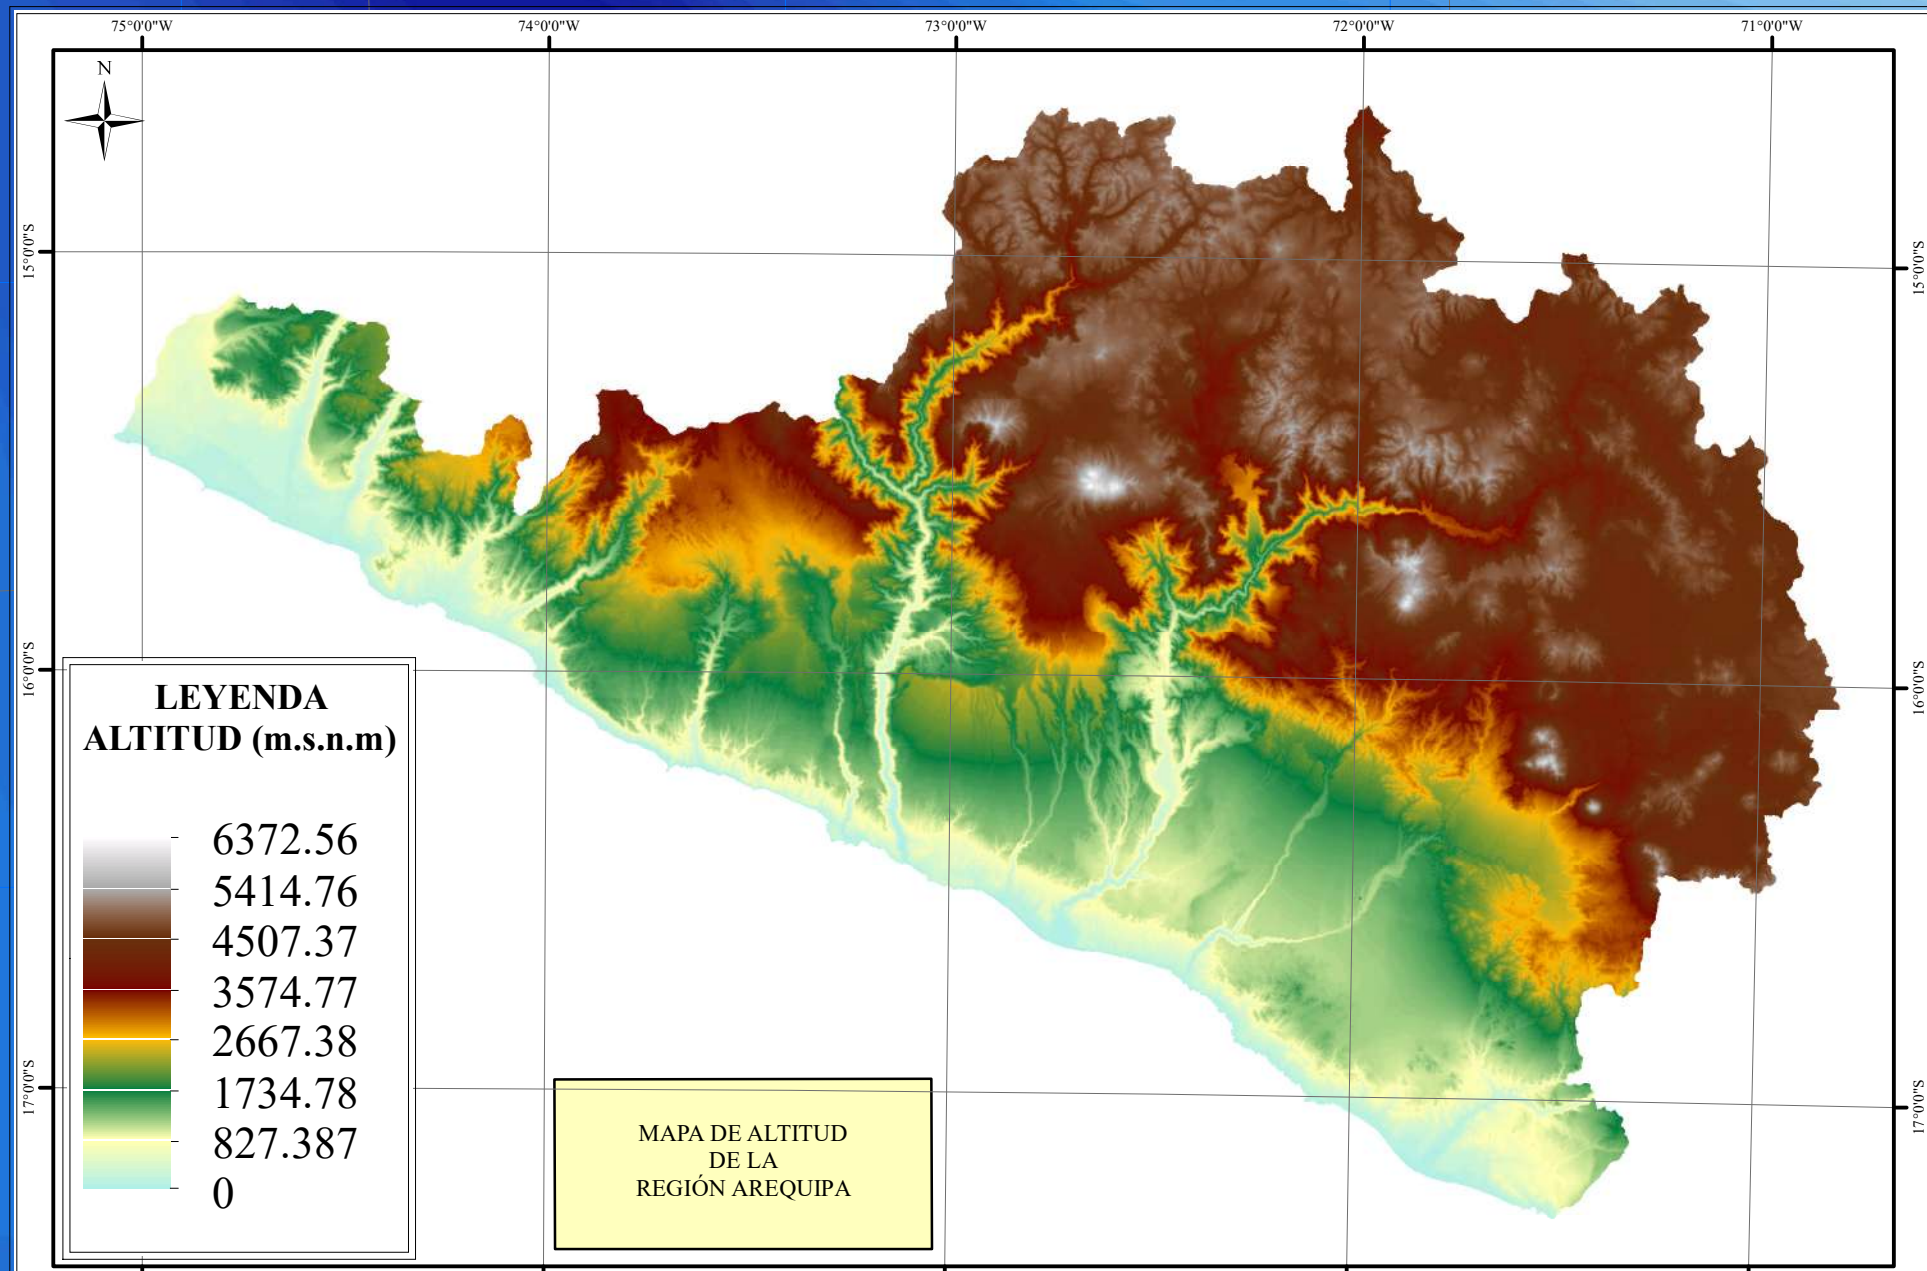 75°0'0"W
74°0'0"W
73°0'0"W
72°0'0"W
71°0'0"W
N
15°0'0"S
15°0'0"S
16°0'0"S
16°0'0"S
LEYENDA
ALTITUD (m.s.n.m)
6372.56
5414.76
4507.37
3574.77
2667.38
1734.78
827.387
0
17°0'0"S
17°0'0"S
MAPA DE ALTITUD
DE LA
REGIÓN AREQUIPA